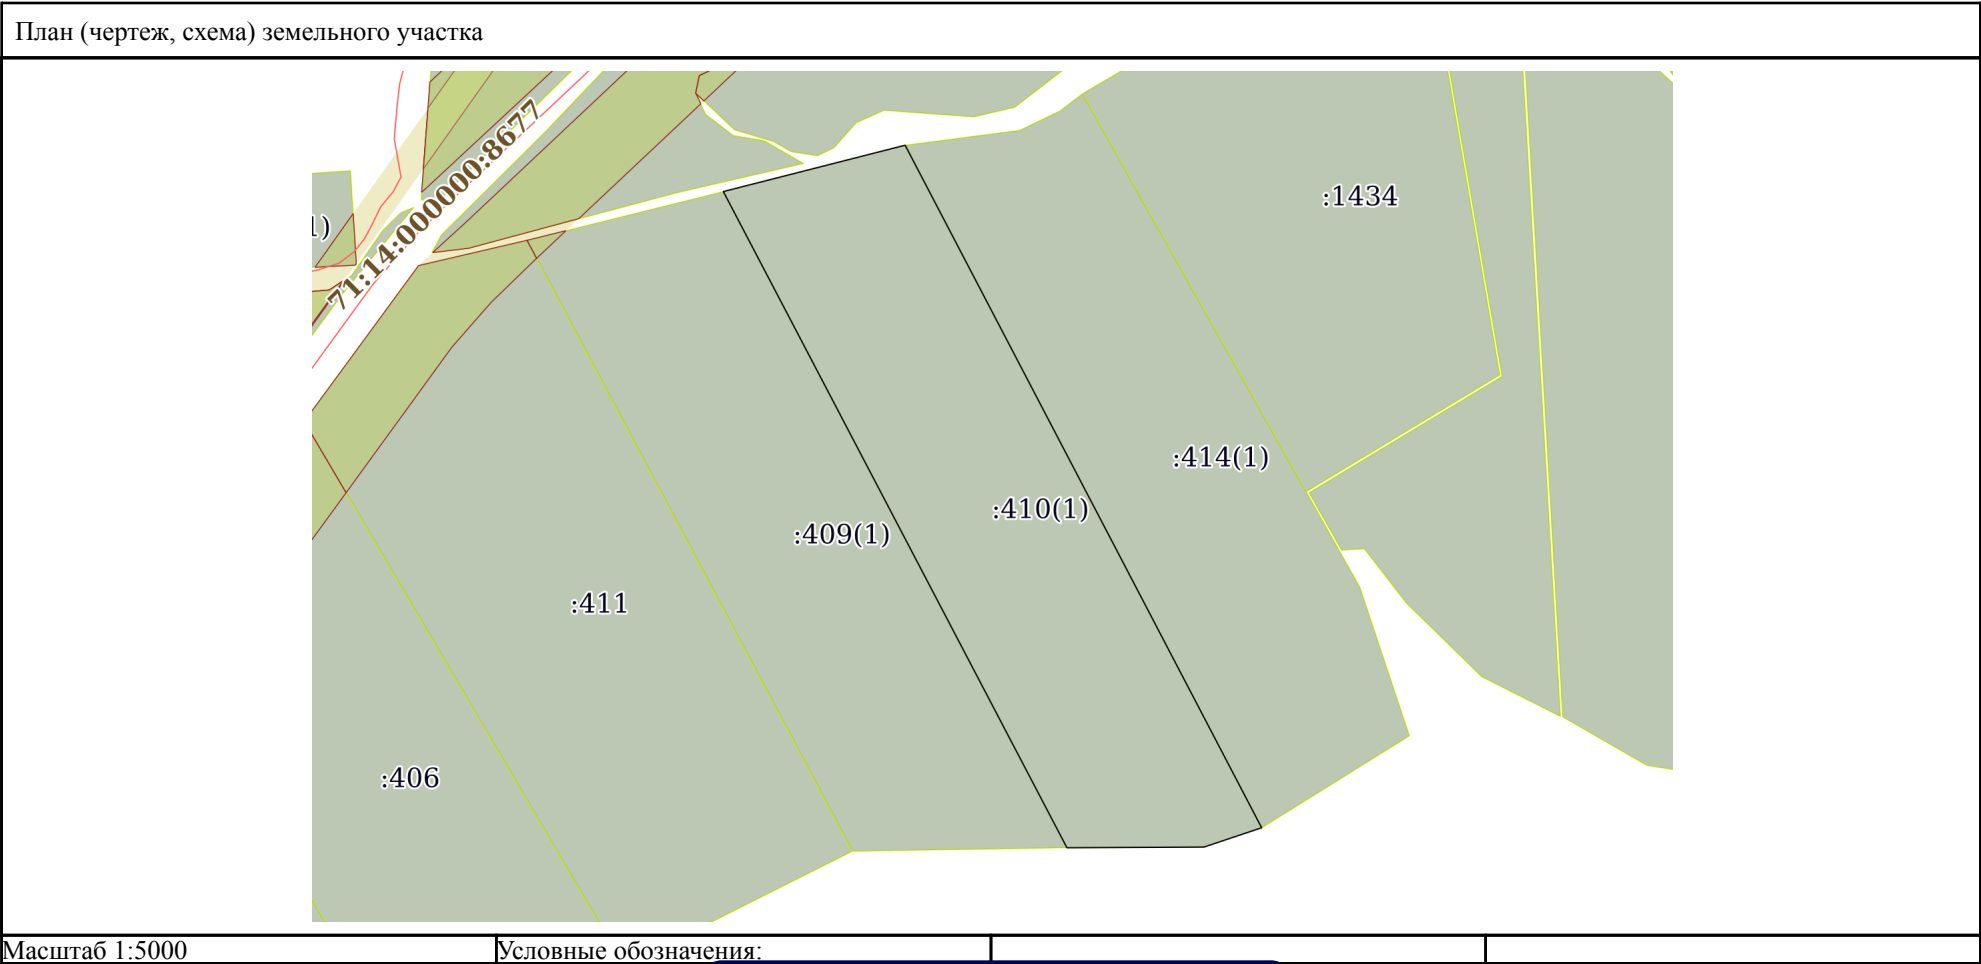 План (чертеж, схема) земельного участка
71:14:000000:8677
:1434
1)
:414(1)
:410(1)
:409(1)
:411
:406
Масштаб 1:5000
Условные обозначения: